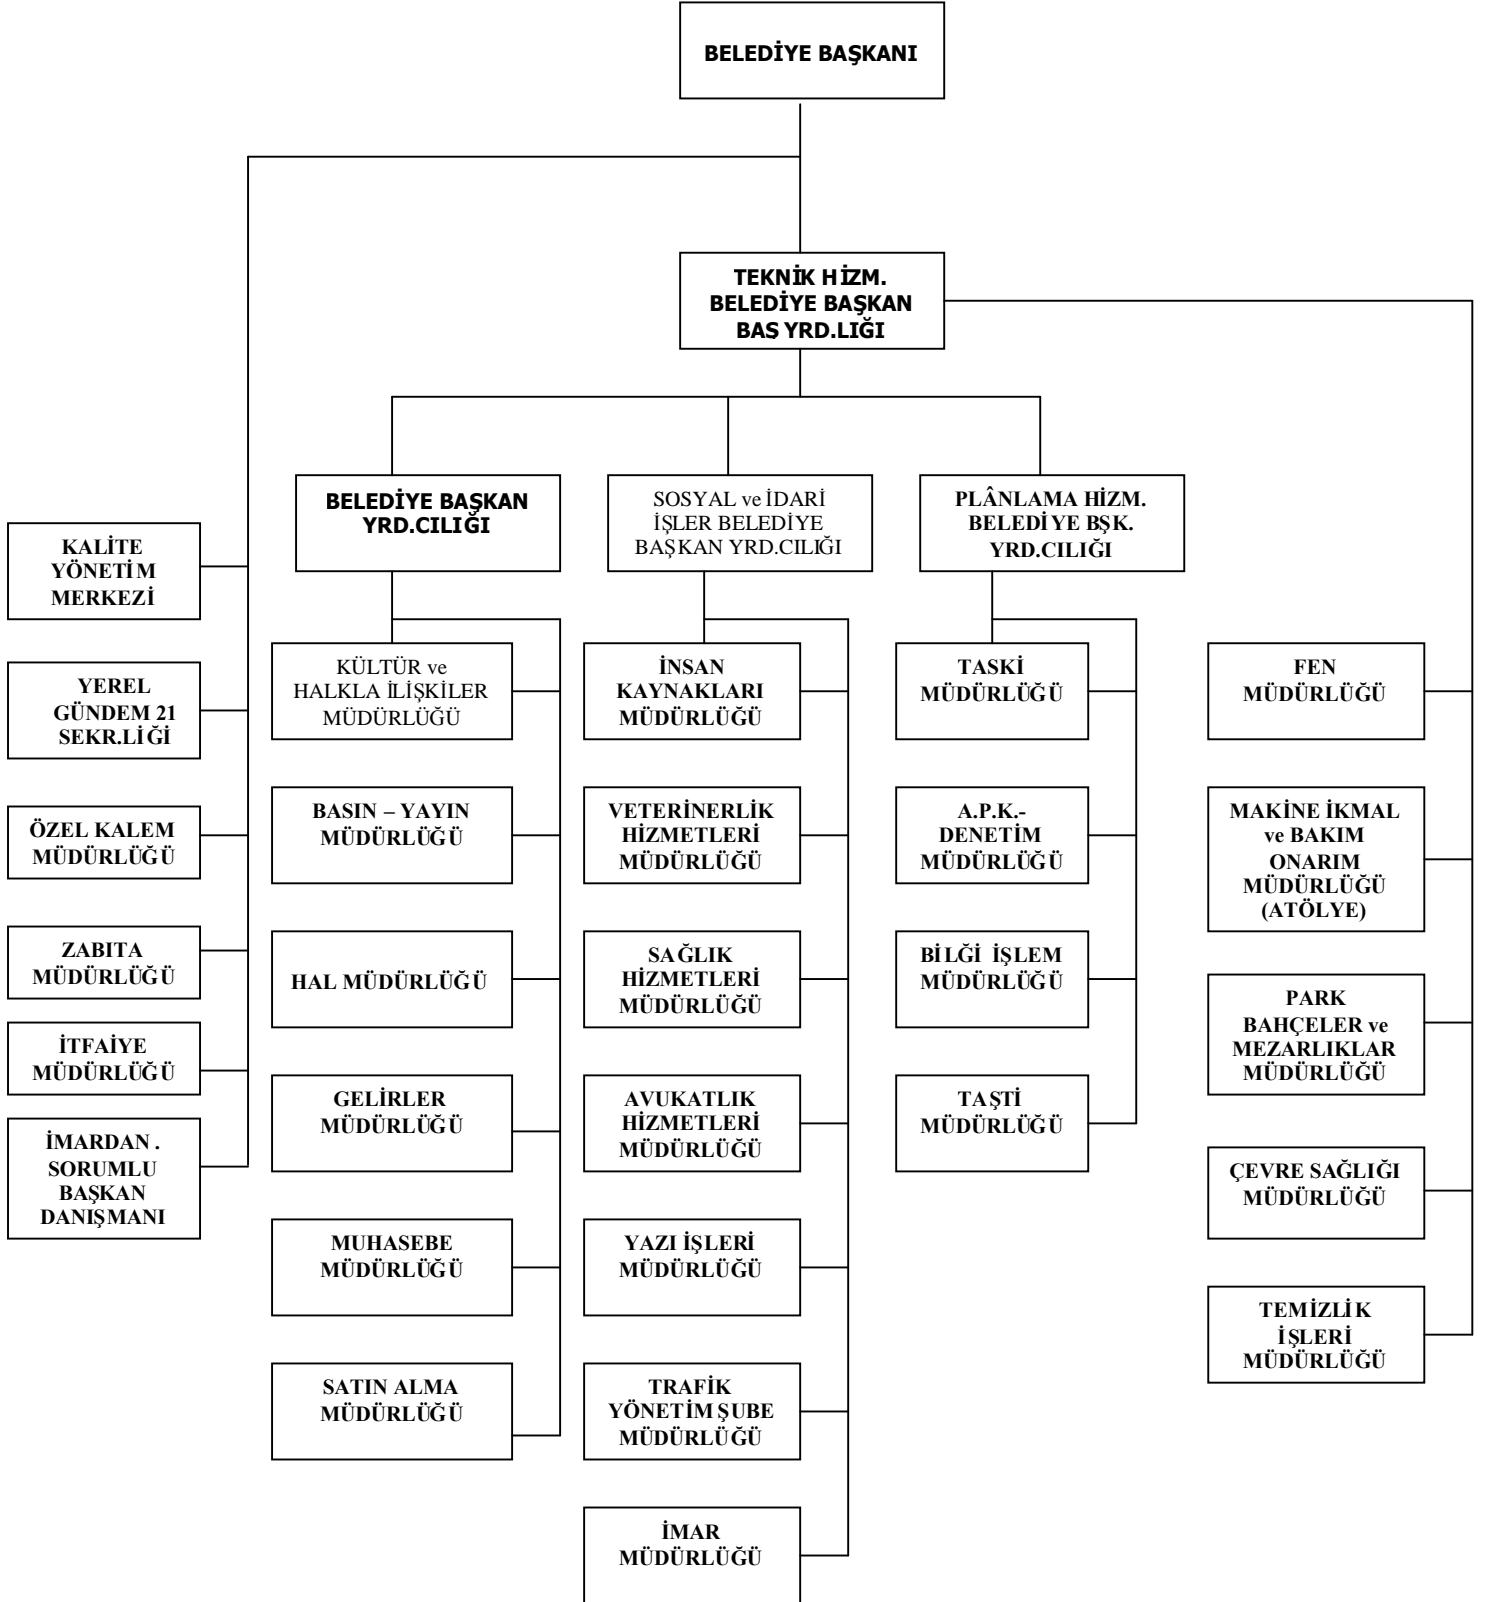 BELEDİYE BAŞKANI
TEKNİK HİZM.
BELEDİYE BAŞKAN
BAŞ YRD.LIĞI
BELEDİYE BAŞKAN
YRD.CILIĞI
SOSYAL ve İDARİ
İŞLER BELEDİYE
BAŞKAN YRD.CILIĞI
PLÂNLAMA HİZM.
BELEDİYE BŞK.
YRD.CILIĞI
KALİTE
YÖNETİM
MERKEZİ
YEREL
GÜNDEM 21
SEKR.LİĞİ
ÖZEL KALEM
MÜDÜRLÜĞÜ
ZABITA
MÜDÜRLÜĞÜ
İTFAİYE
MÜDÜRLÜĞÜ
İMARDAN .
SORUMLU
BAŞKAN
DANIŞMANI
KÜLTÜR ve
HALKLA İLİŞKİLER
MÜDÜRLÜĞÜ
BASIN – YAYIN
MÜDÜRLÜĞÜ
HAL MÜDÜRLÜĞÜ
GELİRLER
MÜDÜRLÜĞÜ
MUHASEBE
MÜDÜRLÜĞÜ
SATIN ALMA
MÜDÜRLÜĞÜ
İNSAN
KAYNAKLARI
MÜDÜRLÜĞÜ
VETERİNERLİK
HİZMETLERİ
MÜDÜRLÜĞÜ
SAĞLIK
HİZMETLERİ
MÜDÜRLÜĞÜ
AVUKATLIK
HİZMETLERİ
MÜDÜRLÜĞÜ
YAZI İŞLERİ
MÜDÜRLÜĞÜ
TRAFİK
YÖNETİM ŞUBE
MÜDÜRLÜĞÜ
İMAR
MÜDÜRLÜĞÜ
TASKİ
MÜDÜRLÜĞÜ
A.P.K.-
DENETİM
MÜDÜRLÜĞÜ
BİLĞİ İŞLEM
MÜDÜRLÜĞÜ
TAŞTİ
MÜDÜRLÜĞÜ
FEN
MÜDÜRLÜĞÜ
MAKİNE İKMAL
ve BAKIM
ONARIM
MÜDÜRLÜĞÜ
(ATÖLYE)
PARK
BAHÇELER ve
MEZARLIKLAR
MÜDÜRLÜĞÜ
ÇEVRE SAĞLIĞI
MÜDÜRLÜĞÜ
TEMİZLİK
İŞLERİ
MÜDÜRLÜĞÜ